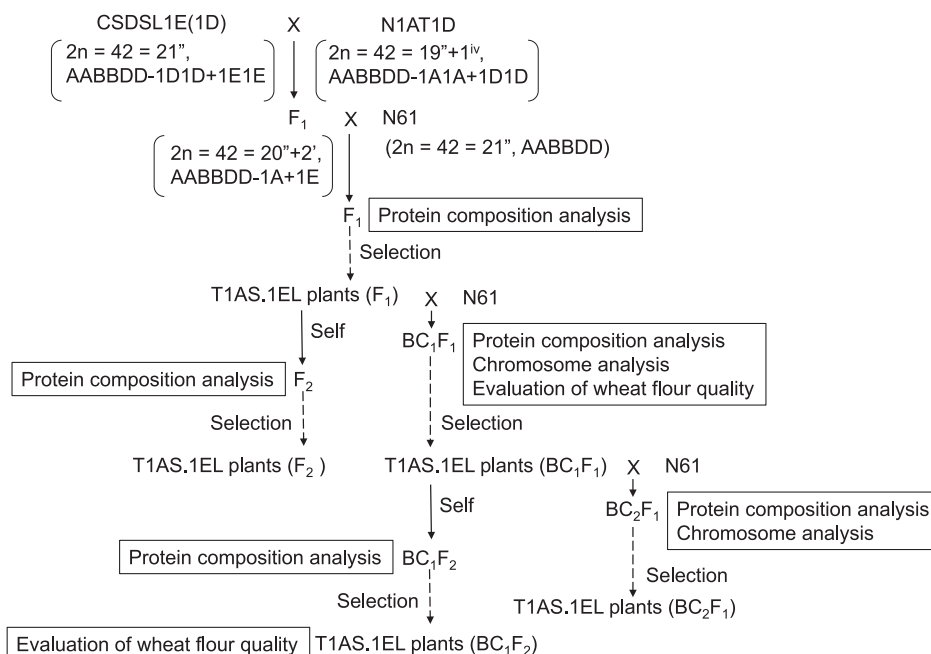 CSDSL1E(1D) X N1AT1D
2n = 42 = 21”,
AABBDD-1D1D+1E1E
2n = 42 = 19”+1ⁱᵛ,
AABBDD-1A1A+1D1D
F₁ X N61
2n = 42 = 20”+2’,
AABBDD-1A+1E
(2n = 42 = 21”, AABBDD)
F₁ Protein composition analysis
Selection
T1AS.1EL plants (F₁) X N61
Self
BC₁F₁
Protein composition analysis
Chromosome analysis
Evaluation of wheat flour quality
Protein composition analysis F₂
Selection
Selection
T1AS.1EL plants (F₂ )
T1AS.1EL plants (BC₁F₁) X N61
Self
BC₂F₁
Protein composition analysis
Chromosome analysis
Protein composition analysis BC₁F₂
Selection
Selection
T1AS.1EL plants (BC₂F₁)
Evaluation of wheat flour quality T1AS.1EL plants (BC₁F₂)